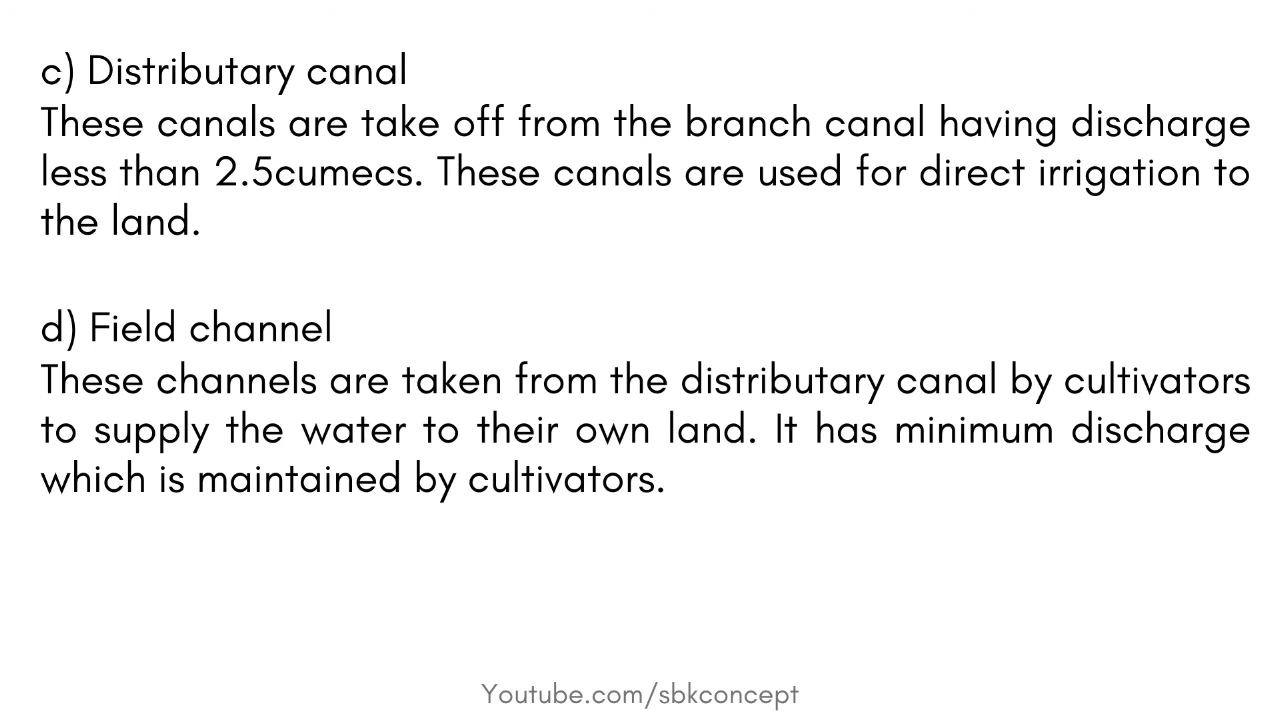 c) Distributary canal
These canals are take off from the branch canal having discharge
less than 2.5cumecs. These canals are used for direct irrigation to
the land.
d) Field channel
These channels are taken from the distributary canal by cultivators
to supply the water to their own land. It has minimum discharge
which is maintained by cultivators.
Youtube.com/sbkconcept